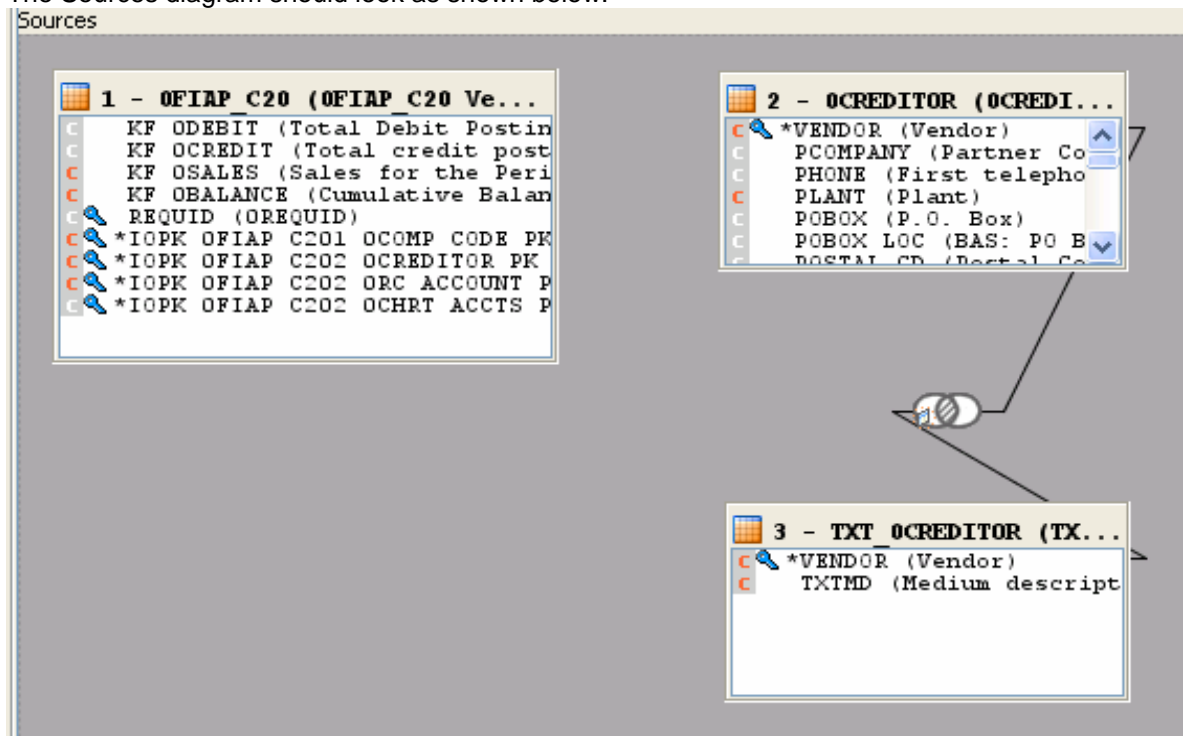 The Sources diagram should look as shown below:
Sources
1 - 0FIAP_C20 (0FIAP_C20 Ve...
C KF 0DEBIT (Total Debit Postin
C KF 0CREDIT (Total credit post
C KF 0SALES (Sales for the Peri
C KF 0BALANCE (Cumulative Balan
C REQUID (0REQUID)
C *IOPK 0FIAP C201 0COMP CODE PK
C *IOPK 0FIAP C202 0CREDITOR PK
C *IOPK 0FIAP C202 0RC ACCOUNT P
C *IOPK 0FIAP C202 0CHRT ACCTS P
2 - 0CREDITOR (0CREDI...
C *VENDOR (Vendor)
C PCOMPANY (Partner Co
C PHONE (First telepho
C PLANT (Plant)
C POBOX (P.O. Box)
C POBOX LOC (BAS: PO B
POSTAL CD (Postal Co
3 - TXT_0CREDITOR (TX...
C *VENDOR (Vendor)
C TXTMD (Medium descript